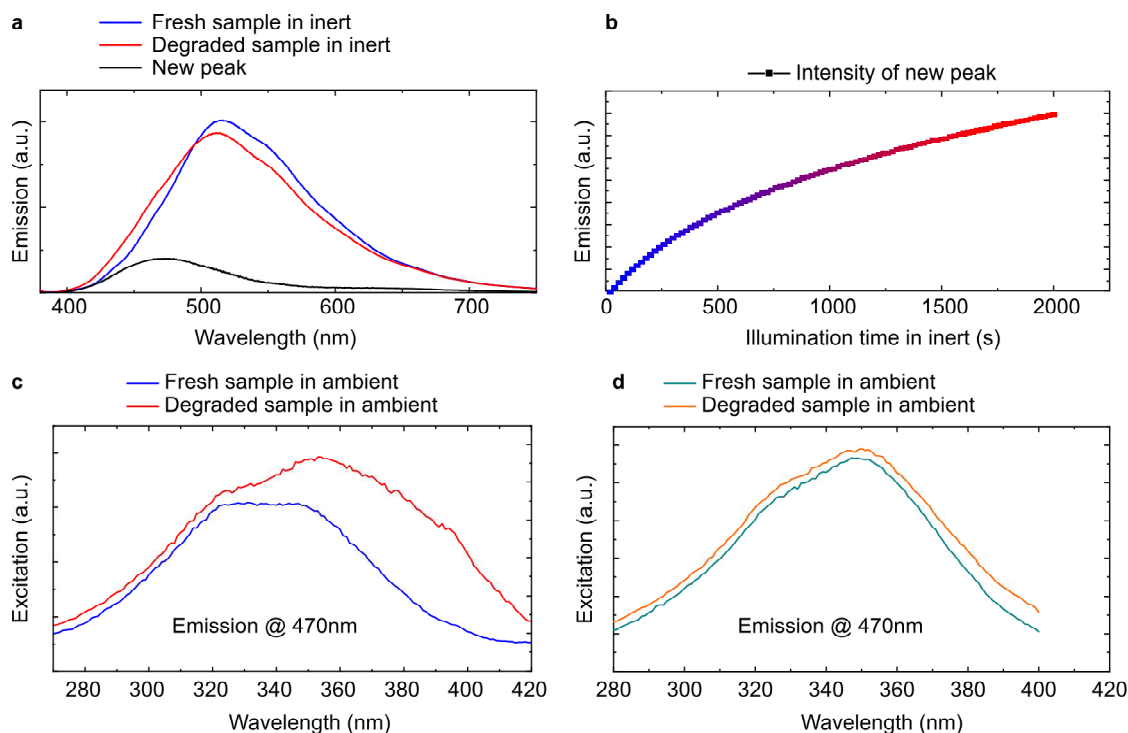 a
Fresh sample in inert
Degraded sample in inert
New peak
Emission (a.u.)
400 500 600 700
Wavelength (nm)
b
Intensity of new peak
Emission (a.u.)
0 500 1000 1500 2000
Illumination time in inert (s)
c
Fresh sample in ambient
Degraded sample in ambient
Excitation (a.u.)
Emission @ 470nm
280 300 320 340 360 380 400 420
Wavelength (nm)
d
Fresh sample in ambient
Degraded sample in ambient
Excitation (a.u.)
Emission @ 470nm
280 300 320 340 360 380 400 420
Wavelength (nm)